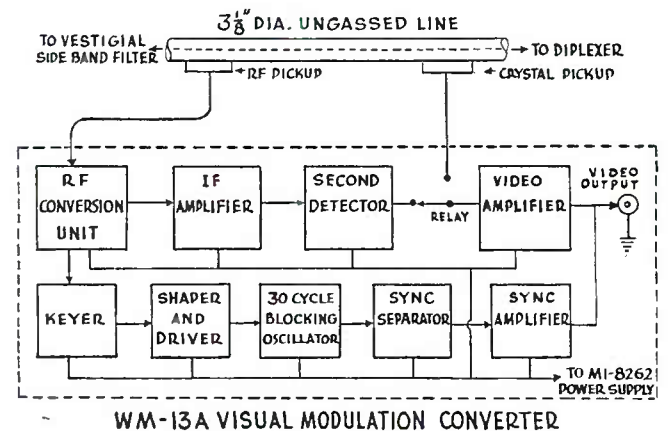 3 1/8" DIA. UNGASSED LINE
TO VESTIGIAL
SIDE BAND FILTER
TO DIPLEXER
RF PICKUP
CRYSTAL PICKUP
RF
CONVERSION
UNIT
IF
AMPLIFIER
SECOND
DETECTOR
RELAY
VIDEO
AMPLIFIER
VIDEO
OUTPUT
KEYER
SHAPER
AND
DRIVER
30 CYCLE
BLOCKING
OSCILLATOR
SYNC
SEPARATOR
SYNC
AMPLIFIER
TO MI-8262
POWER SUPPLY
WM-13A VISUAL MODULATION CONVERTER